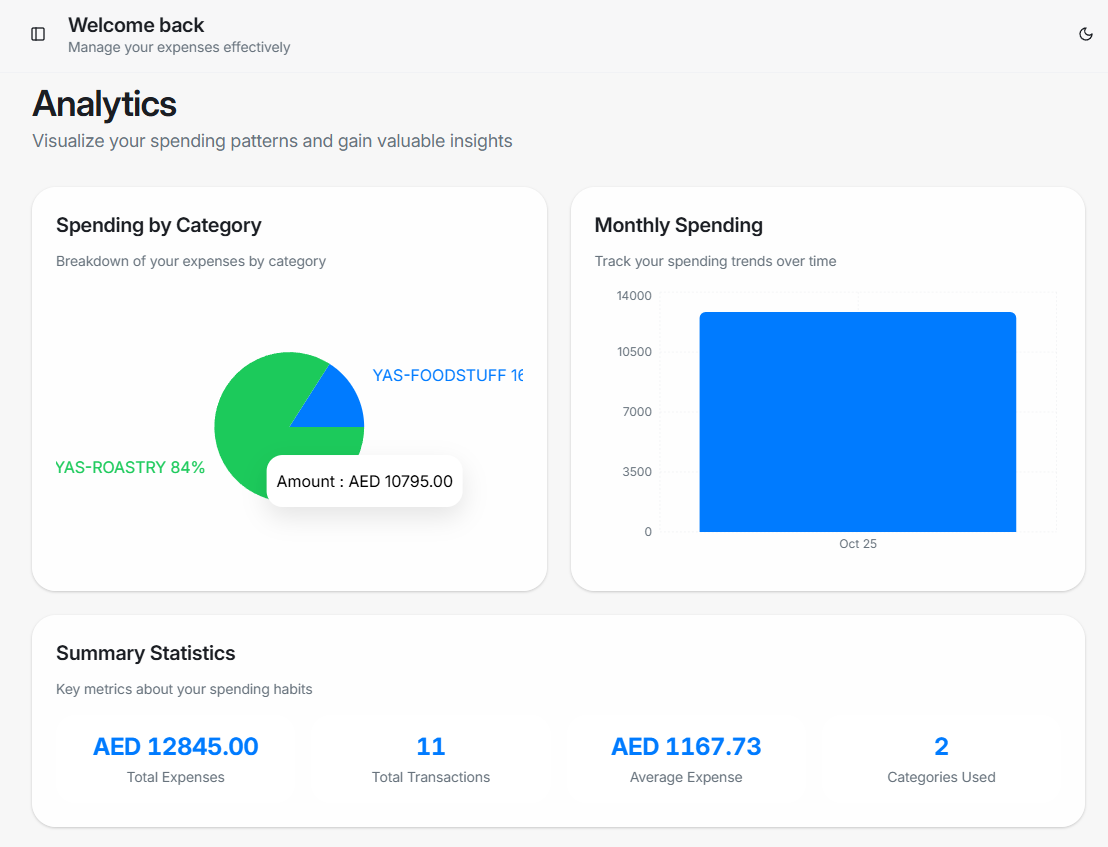 Welcome back
Manage your expenses effectively
Analytics
Visualize your spending patterns and gain valuable insights
Spending by Category
Breakdown of your expenses by category
YAS-FOODSTUFF 16
YAS-ROASTRY 84%
Amount : AED 10795.00
Monthly Spending
Track your spending trends over time
14000
10500
7000
3500
0
Oct 25
Summary Statistics
Key metrics about your spending habits
AED 12845.00
Total Expenses
11
Total Transactions
AED 1167.73
Average Expense
2
Categories Used